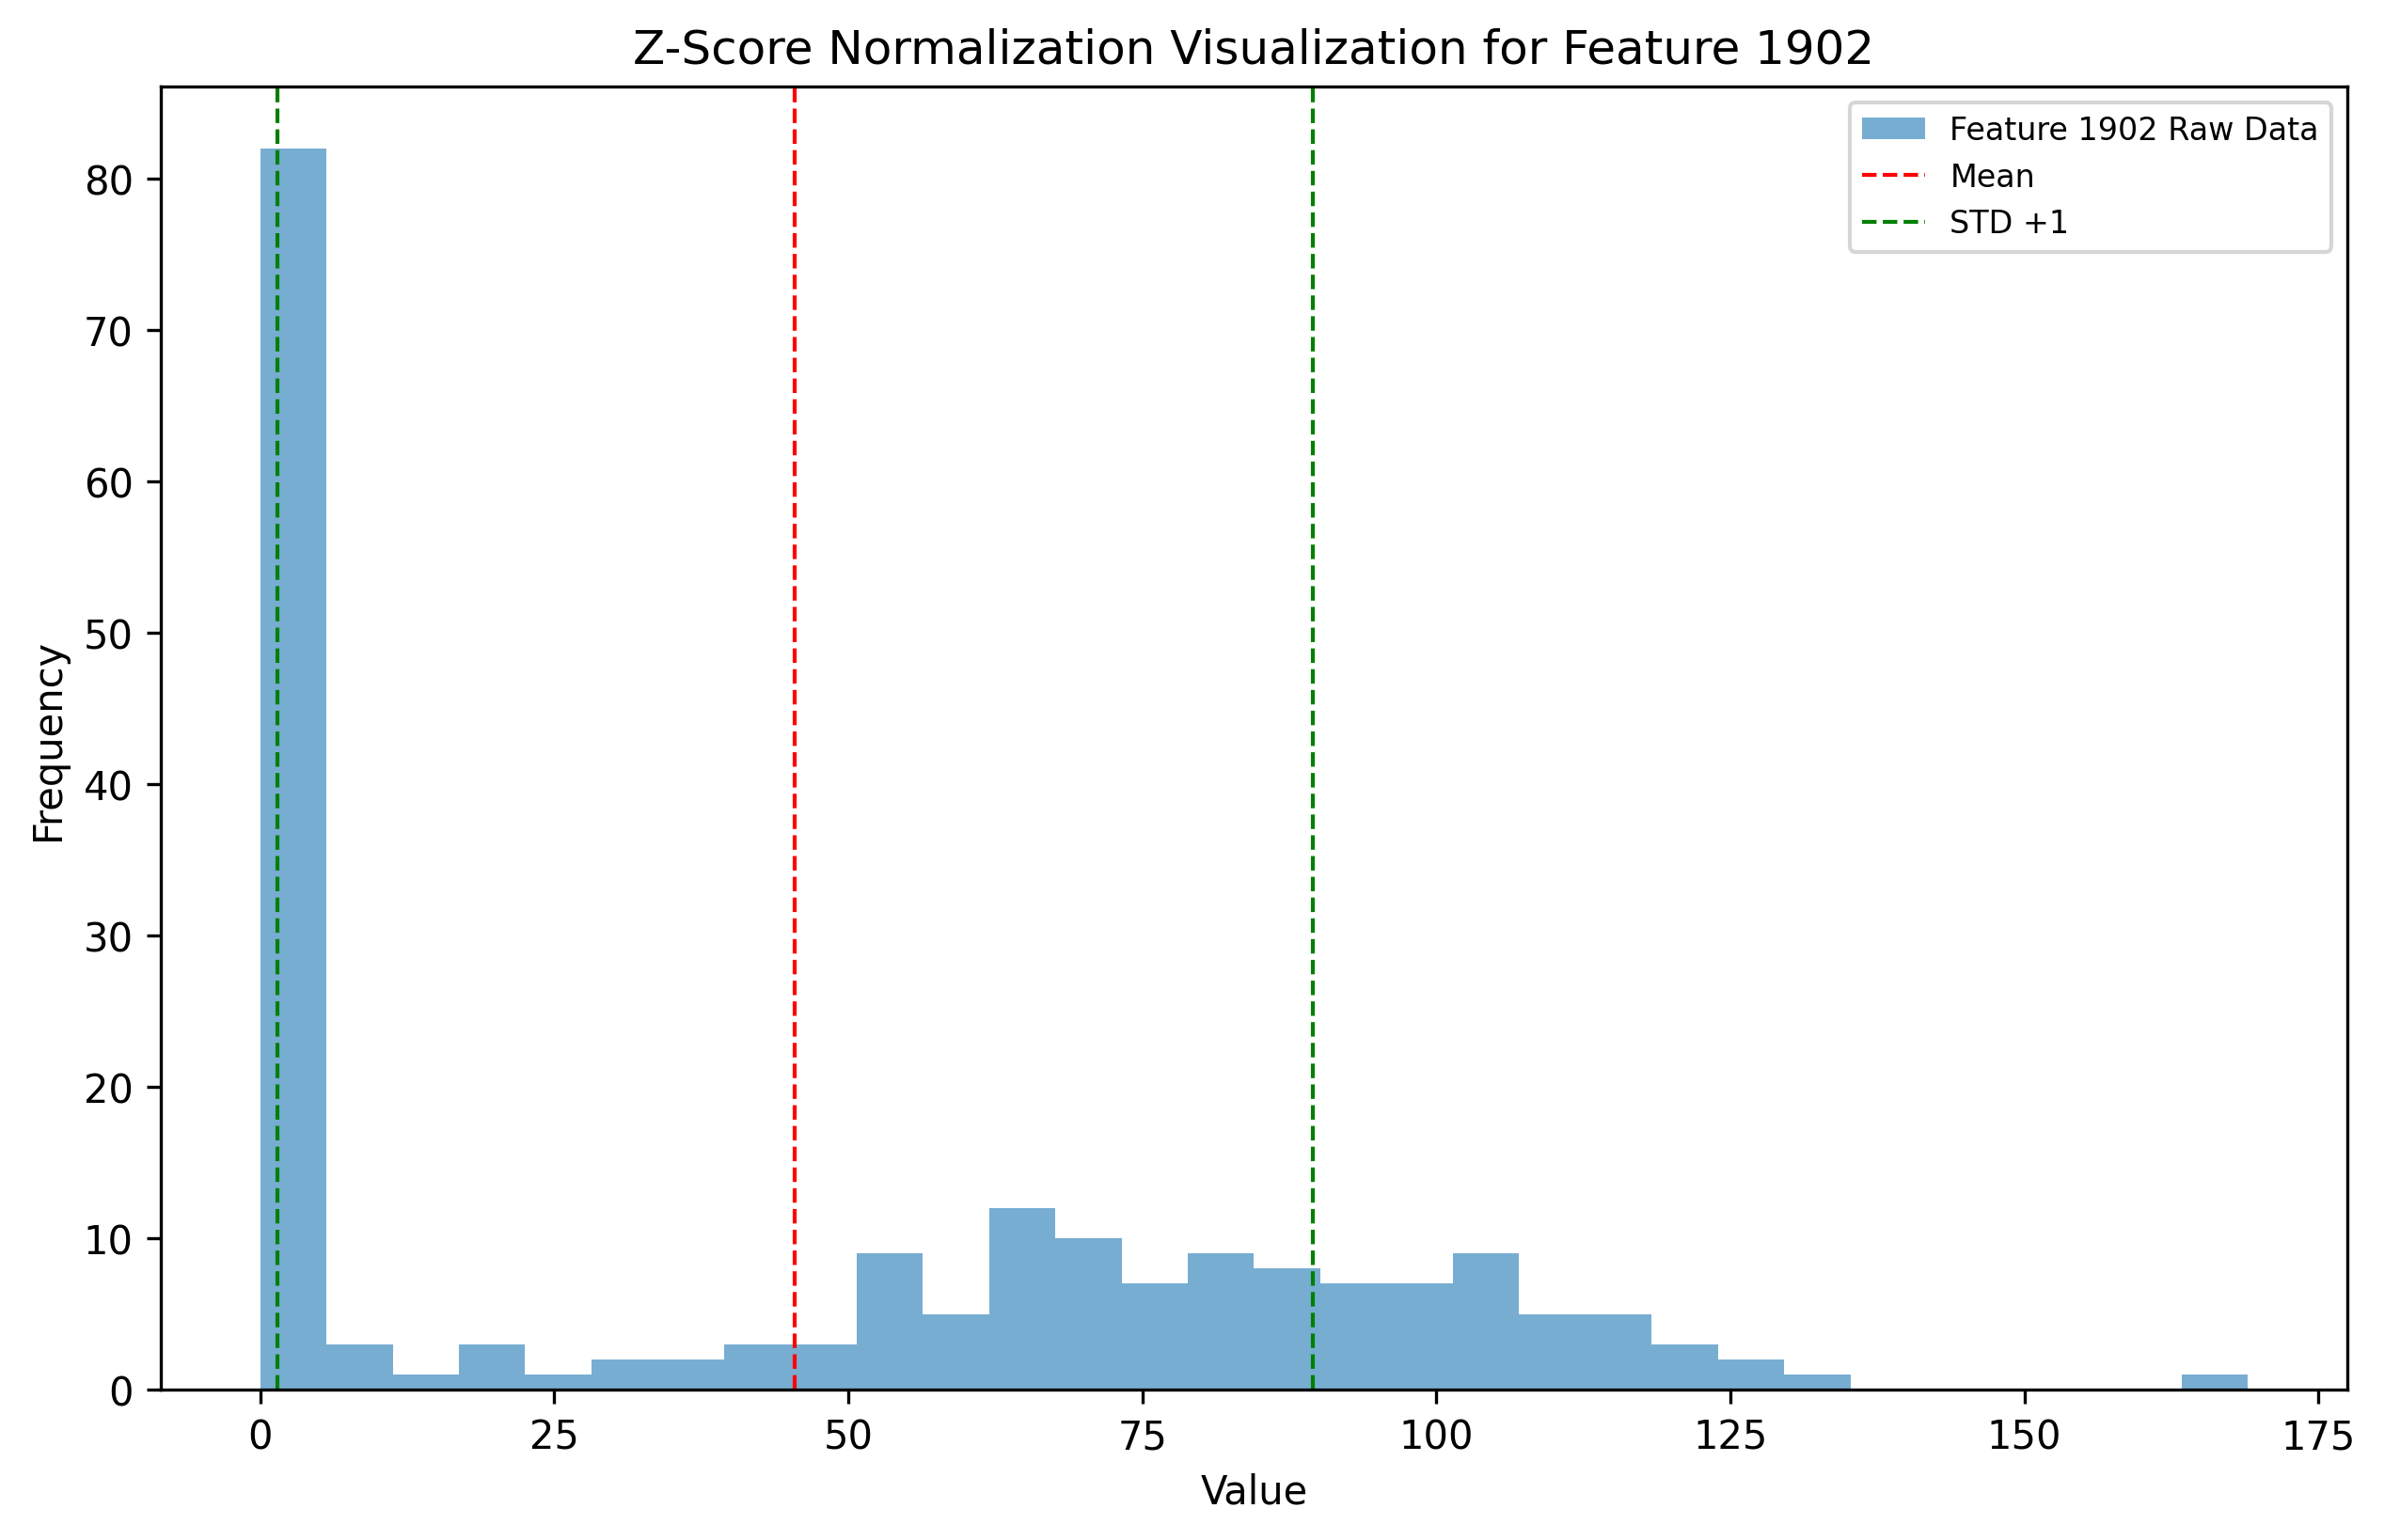 Z-Score Normalization Visualization for Feature 1902
Feature 1902 Raw Data
Mean
STD +1
80
70
60
50
40
30
20
10
0
Frequency
0 25 50 75 100 125 150 175
Value